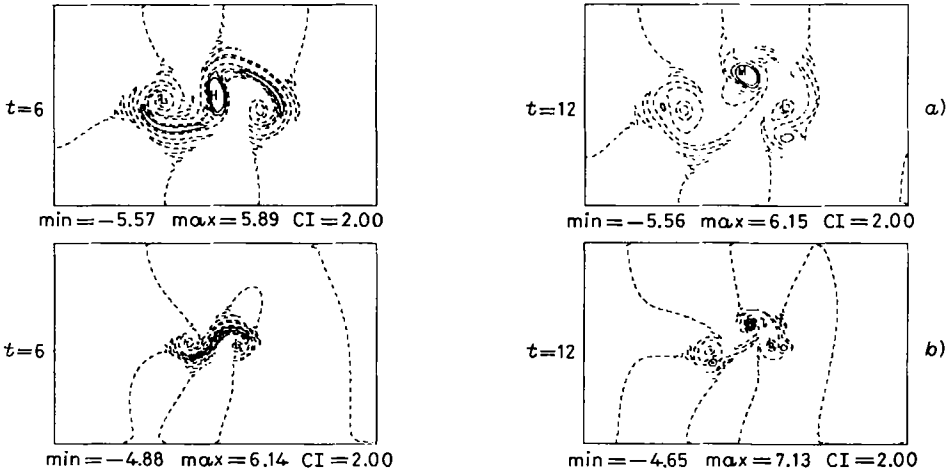 t=6
t=12
a)
min=−5.57 max=5.89 CI=2.00
min=−5.56 max=6.15 CI=2.00
t=6
t=12
b)
min=−4.88 max=6.14 CI=2.00
min=−4.65 max=7.13 CI=2.00